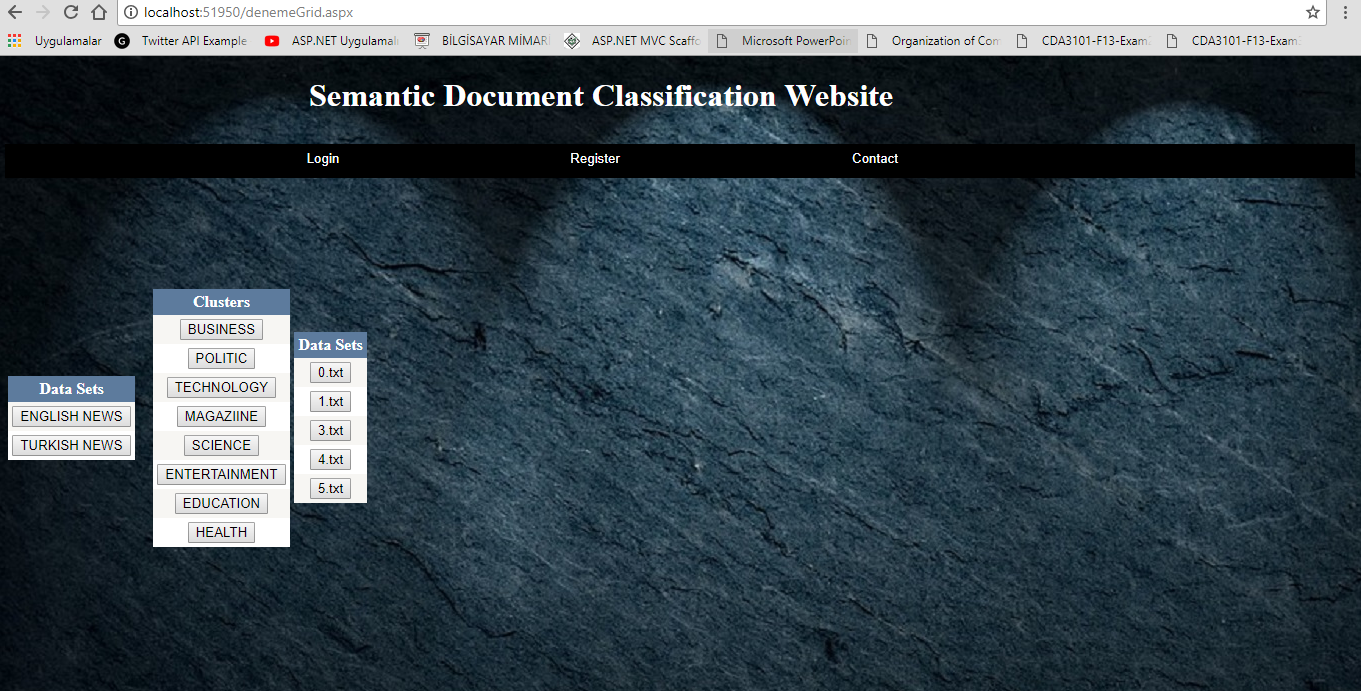 localhost:51950/denemeGrid.aspx
Uygulamalar Twitter API Example ASP.NET Uygulamal BİLGİSAYAR MİMARİ ASP.NET MVC Scaffo Microsoft PowerPoin Organization of Com CDA3101-F13-Exam CDA3101-F13-Exam
Semantic Document Classification Website
Login Register Contact
Data Sets
ENGLISH NEWS
TURKISH NEWS
Clusters
BUSINESS
POLITIC
TECHNOLOGY
MAGAZIINE
SCIENCE
ENTERTAINMENT
EDUCATION
HEALTH
Data Sets
0.txt
1.txt
3.txt
4.txt
5.txt